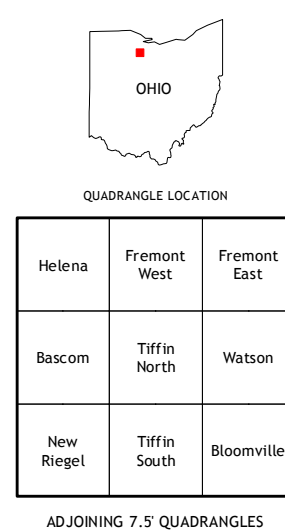 OHIO
QUADRANGLE LOCATION
Helena
Fremont
West
Fremont
East
Bascom
Tiffin
North
Watson
New
Riegel
Tiffin
South
Bloomville
ADJOINING 7.5' QUADRANGLES